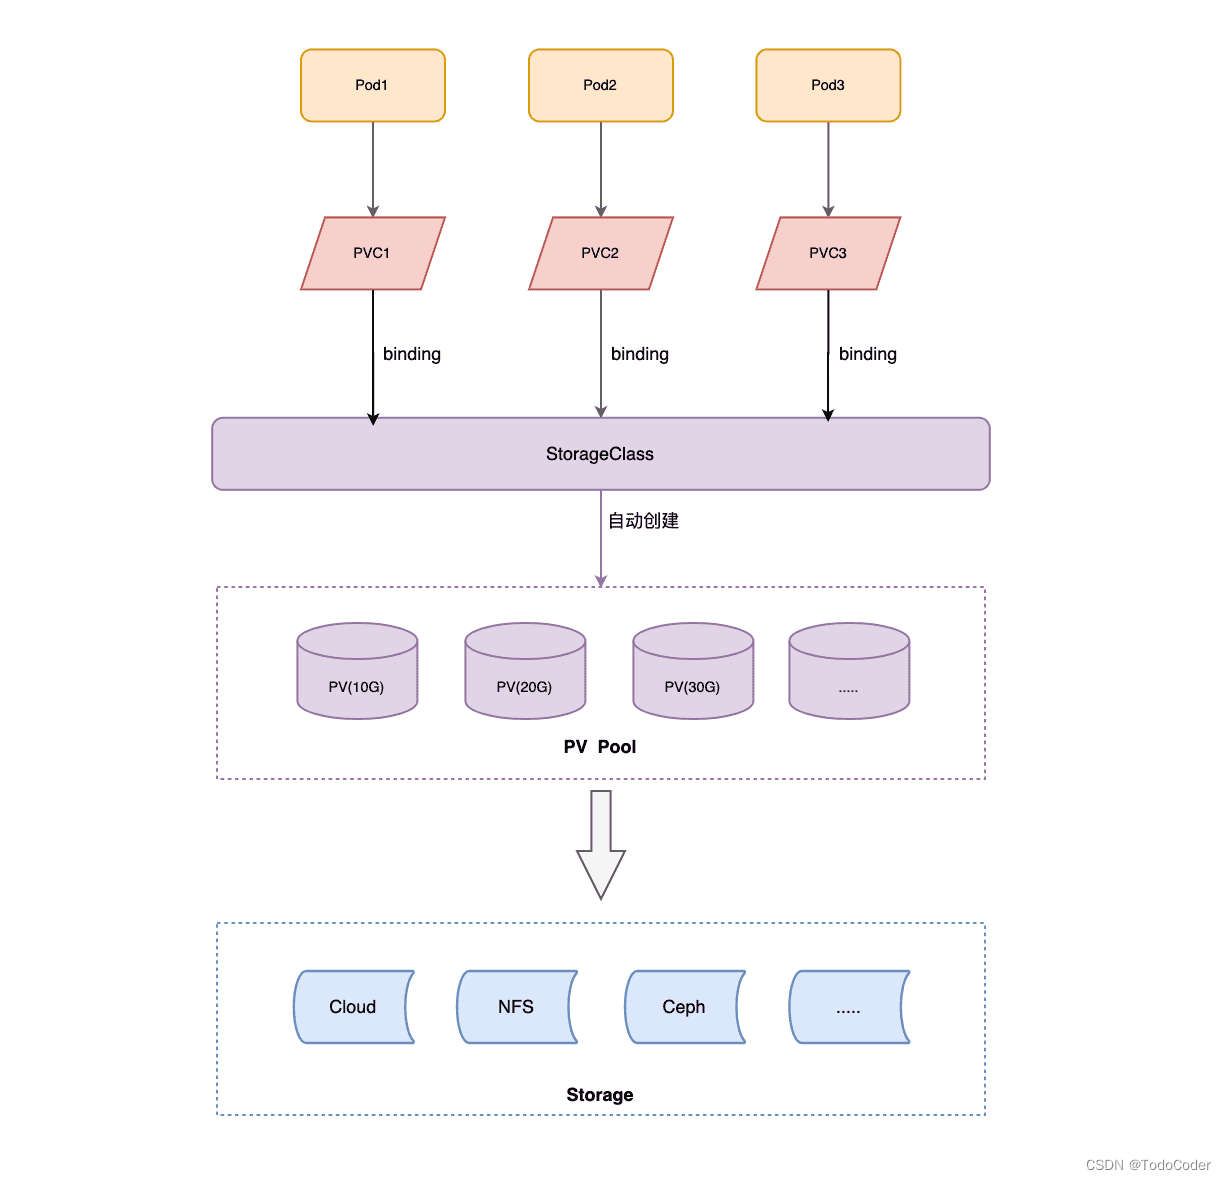 Pod1 Pod2 Pod3
PVC1 PVC2 PVC3
binding binding binding
StorageClass
自动创建
PV(10G) PV(20G) PV(30G) .....
PV Pool
Cloud NFS Ceph .....
Storage
CSDN @TodoCoder